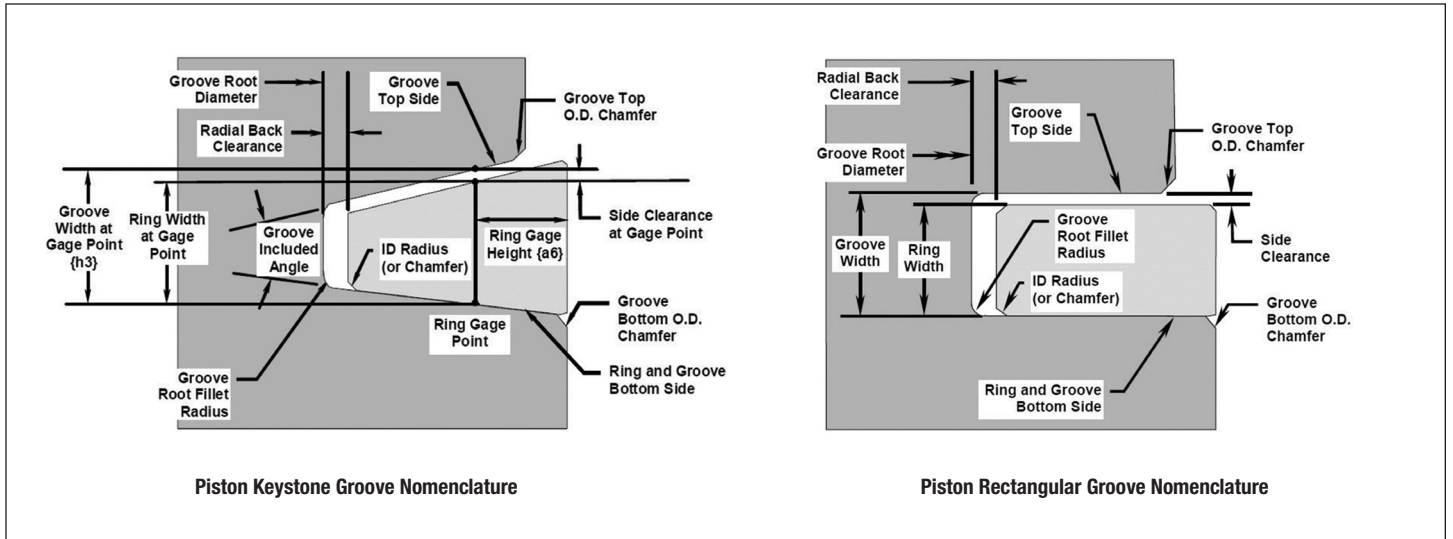 Groove Root
Diameter
Radial Back
Clearance
Groove
Top Side
Groove Top
O.D. Chamfer
Groove
Width at
Gage Point
{h3}
Ring Width
at Gage
Point
Groove
Included
Angle
ID Radius
(or Chamfer)
Ring Gage
Height {a6}
Side Clearance
at Gage Point
Ring Gage
Point
Groove
Bottom O.D.
Chamfer
Groove
Root Fillet
Radius
Ring and Groove
Bottom Side
Piston Keystone Groove Nomenclature
Radial Back
Clearance
Groove
Top Side
Groove Top
O.D. Chamfer
Groove Root
Diameter
Groove
Width
Ring
Width
Groove
Root Fillet
Radius
ID Radius
(or Chamfer)
Side
Clearance
Groove
Bottom O.D.
Chamfer
Ring and Groove
Bottom Side
Piston Rectangular Groove Nomenclature